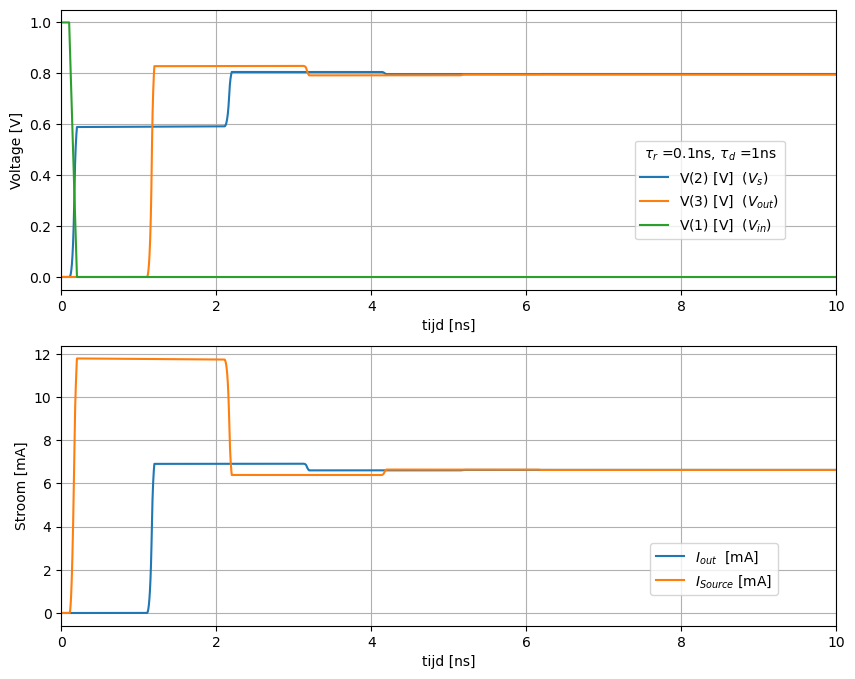 1.0
0.8
0.6
0.4
0.2
0.0
Voltage [V]
τr =0.1ns, τd =1ns
V(2) [V]  (Vs)
V(3) [V]  (Vout)
V(1) [V]  (Vin)
0 2 4 6 8 10
tijd [ns]
12
10
8
6
4
2
0
Stroom [mA]
Iout  [mA]
ISource [mA]
0 2 4 6 8 10
tijd [ns]